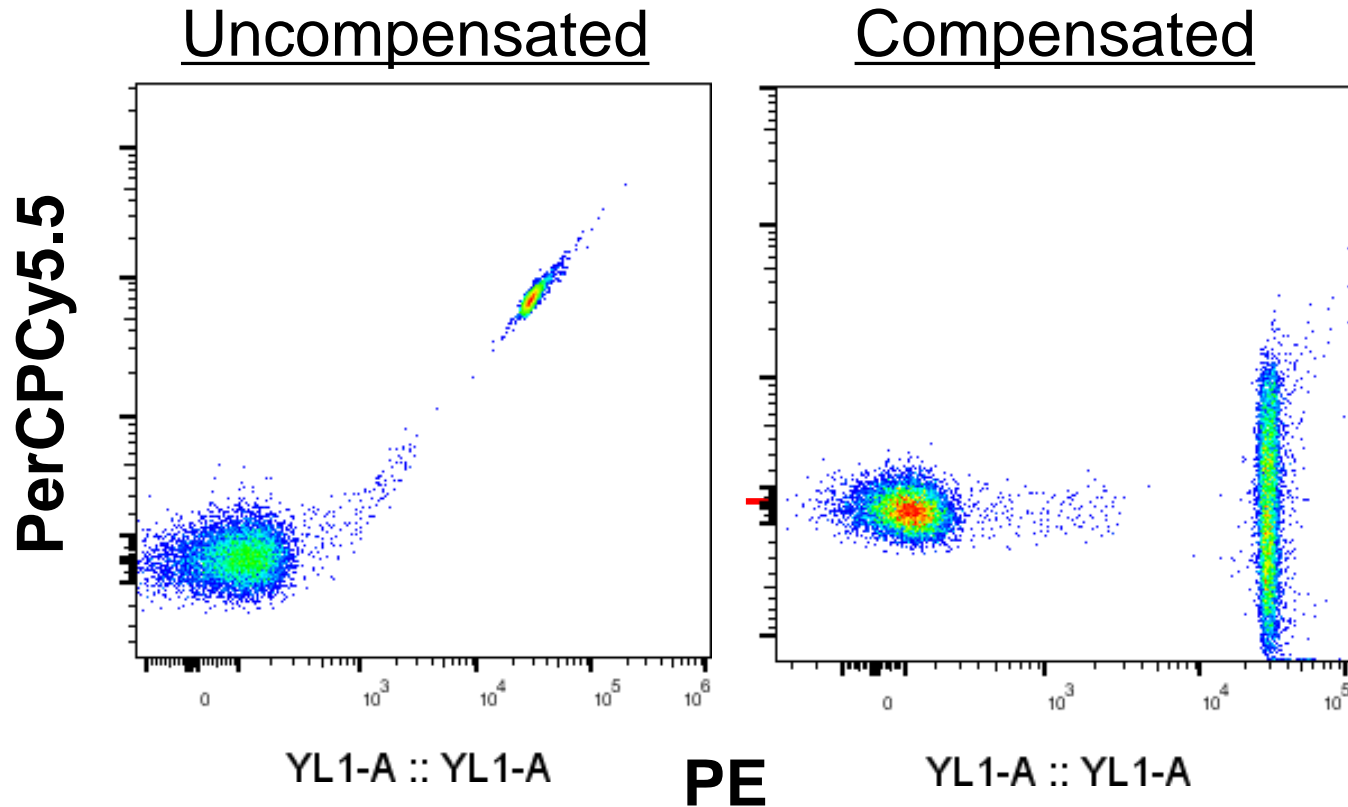 Uncompensated
Compensated
PerCPCy5.5
0
10^3
10^4
10^5
10^6
0
10^3
10^4
10^5
YL1-A :: YL1-A
PE
YL1-A :: YL1-A